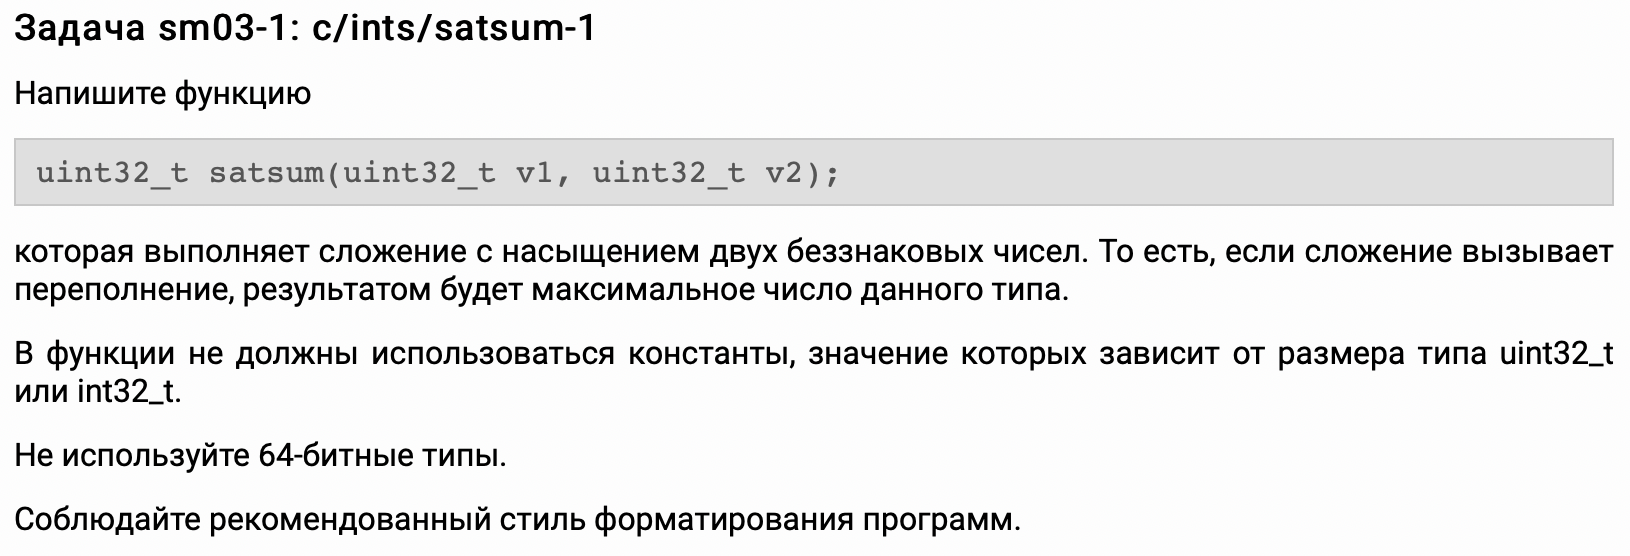 Задача sm03-1: c/ints/satsum-1
Напишите функцию
uint32_t satsum(uint32_t v1, uint32_t v2);
которая выполняет сложение с насыщением двух беззнаковых чисел. То есть, если сложение вызывает
переполнение, результатом будет максимальное число данного типа.
В функции не должны использоваться константы, значение которых зависит от размера типа uint32_t
или int32_t.
Не используйте 64-битные типы.
Соблюдайте рекомендованный стиль форматирования программ.